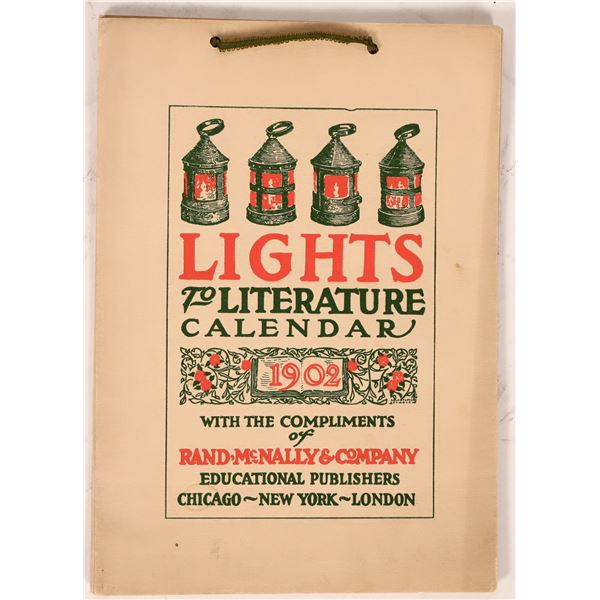 LIGHTS
TO LITERATURE
CALENDAR
1902
WITH THE COMPLIMENTS
of
RAND·McNALLY & COMPANY
EDUCATIONAL PUBLISHERS
CHICAGO~NEW YORK~LONDON